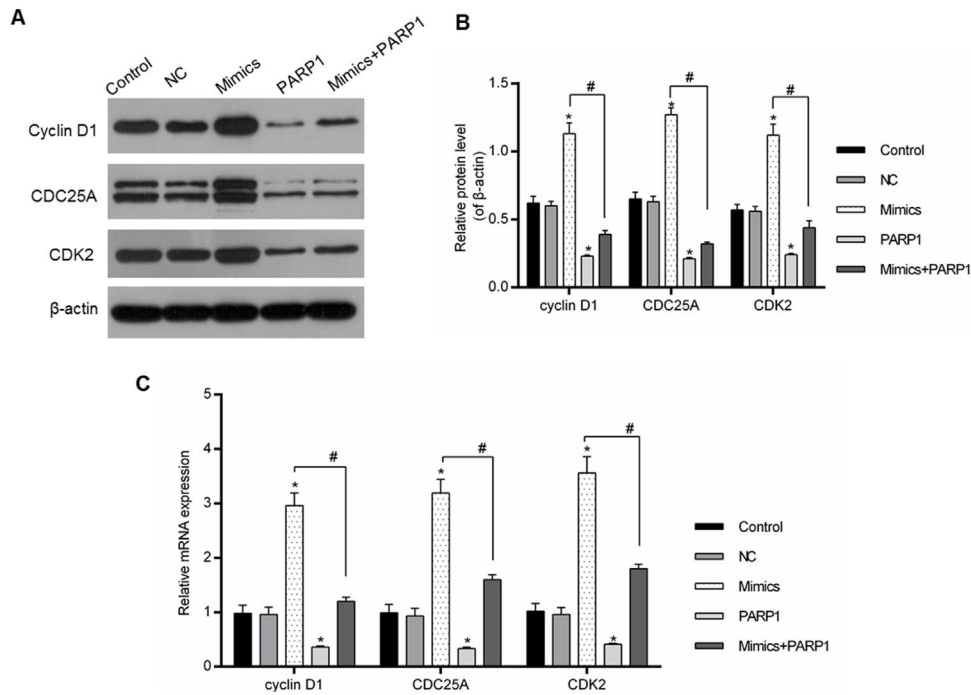 A
Control NC Mimics PARP1 Mimics+PARP1
Cyclin D1
CDC25A
CDK2
β-actin
B
Relative protein level
(of β-actin)
1.5
1.0
0.5
0.0
* # * # * #
* * *
cyclin D1 CDC25A CDK2
Control
NC
Mimics
PARP1
Mimics+PARP1
C
Relative mRNA expression
5
4
3
2
1
0
* # * # * #
* * *
cyclin D1 CDC25A CDK2
Control
NC
Mimics
PARP1
Mimics+PARP1